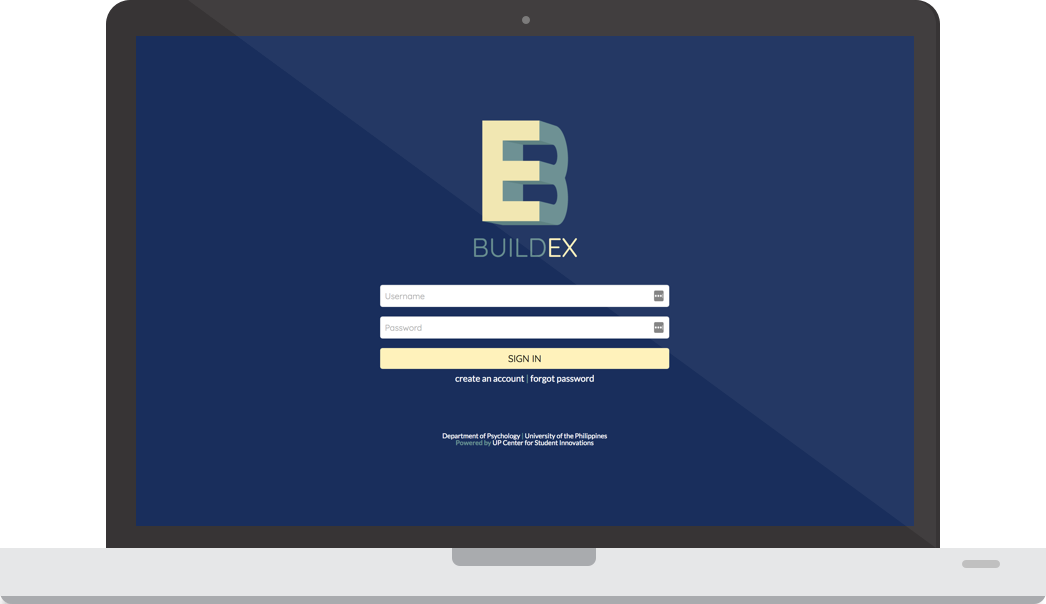 EB
BUILDEX
Username
Password
SIGN IN
create an account | forgot password
Department of Psychology | University of the Philippines
Powered by UP Center for Student Innovations